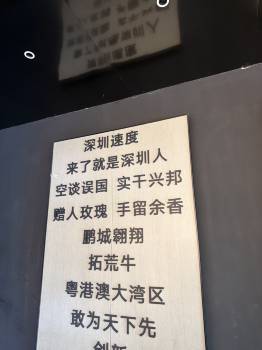 深圳速度
来了就是深圳人
空谈误国 实干兴邦
赠人玫瑰 手留余香
鹏城翱翔
拓荒牛
粤港澳大湾区
敢为天下先
创新